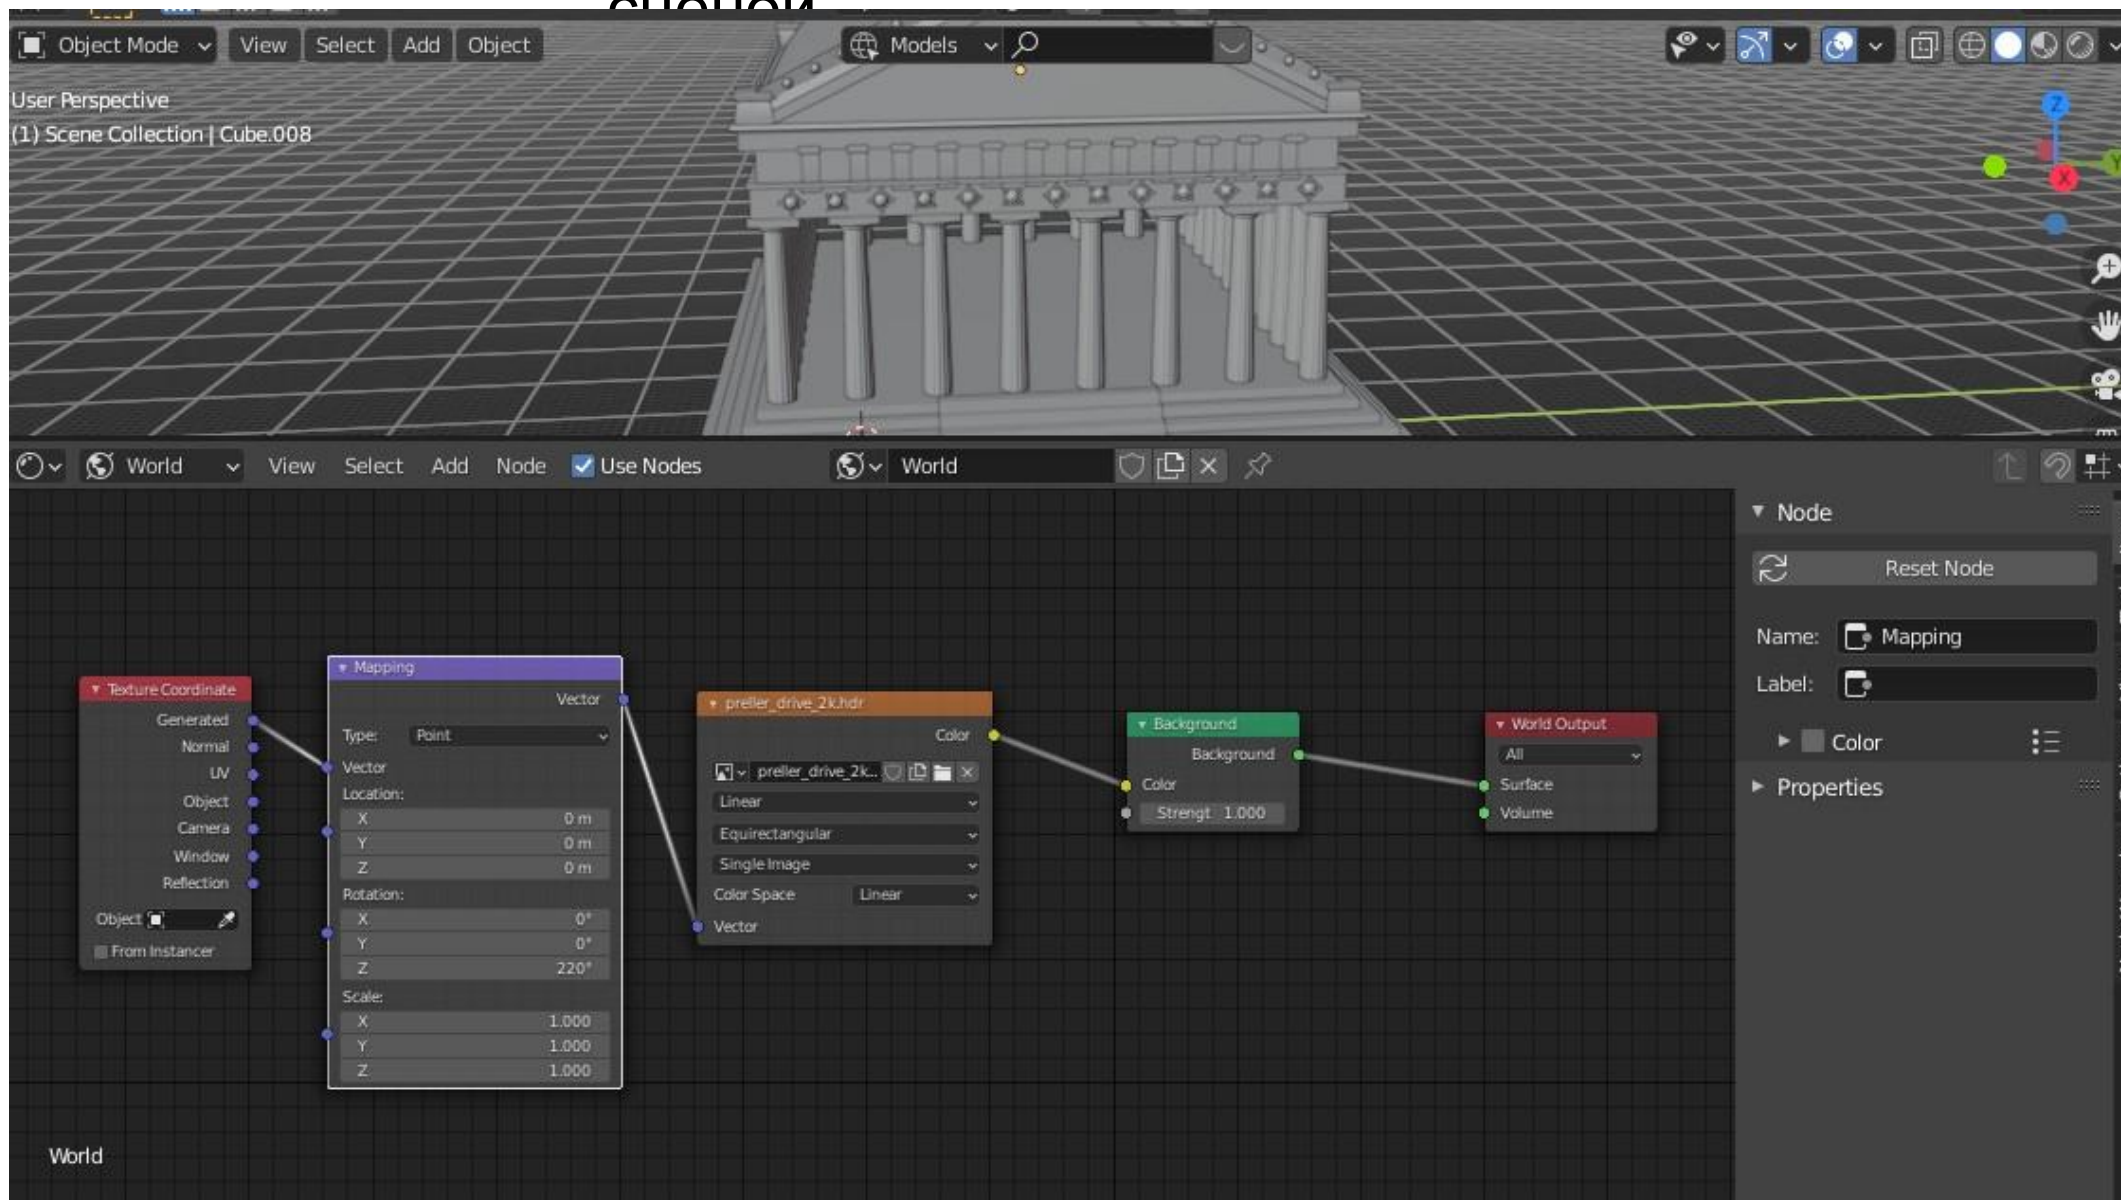 сценой
Object Mode View Select Add Object Models
User Perspective
(1) Scene Collection | Cube.008
Z
Y
X
World View Select Add Node Use Nodes World
Node
Reset Node
Name: Mapping
Label:
Color
Properties
Texture Coordinate
Generated
Normal
UV
Object
Camera
Window
Reflection
Object
From Instancer
Mapping
Vector
Type: Point
Vector
Location:
X 0 m
Y 0 m
Z 0 m
Rotation:
X 0°
Y 0°
Z 220°
Scale:
X 1.000
Y 1.000
Z 1.000
preller_drive_2k.hdr
Color
preller_drive_2k...
Linear
Equirectangular
Single Image
Color Space Linear
Vector
Background
Background
Color
Strengt 1.000
World Output
All
Surface
Volume
World